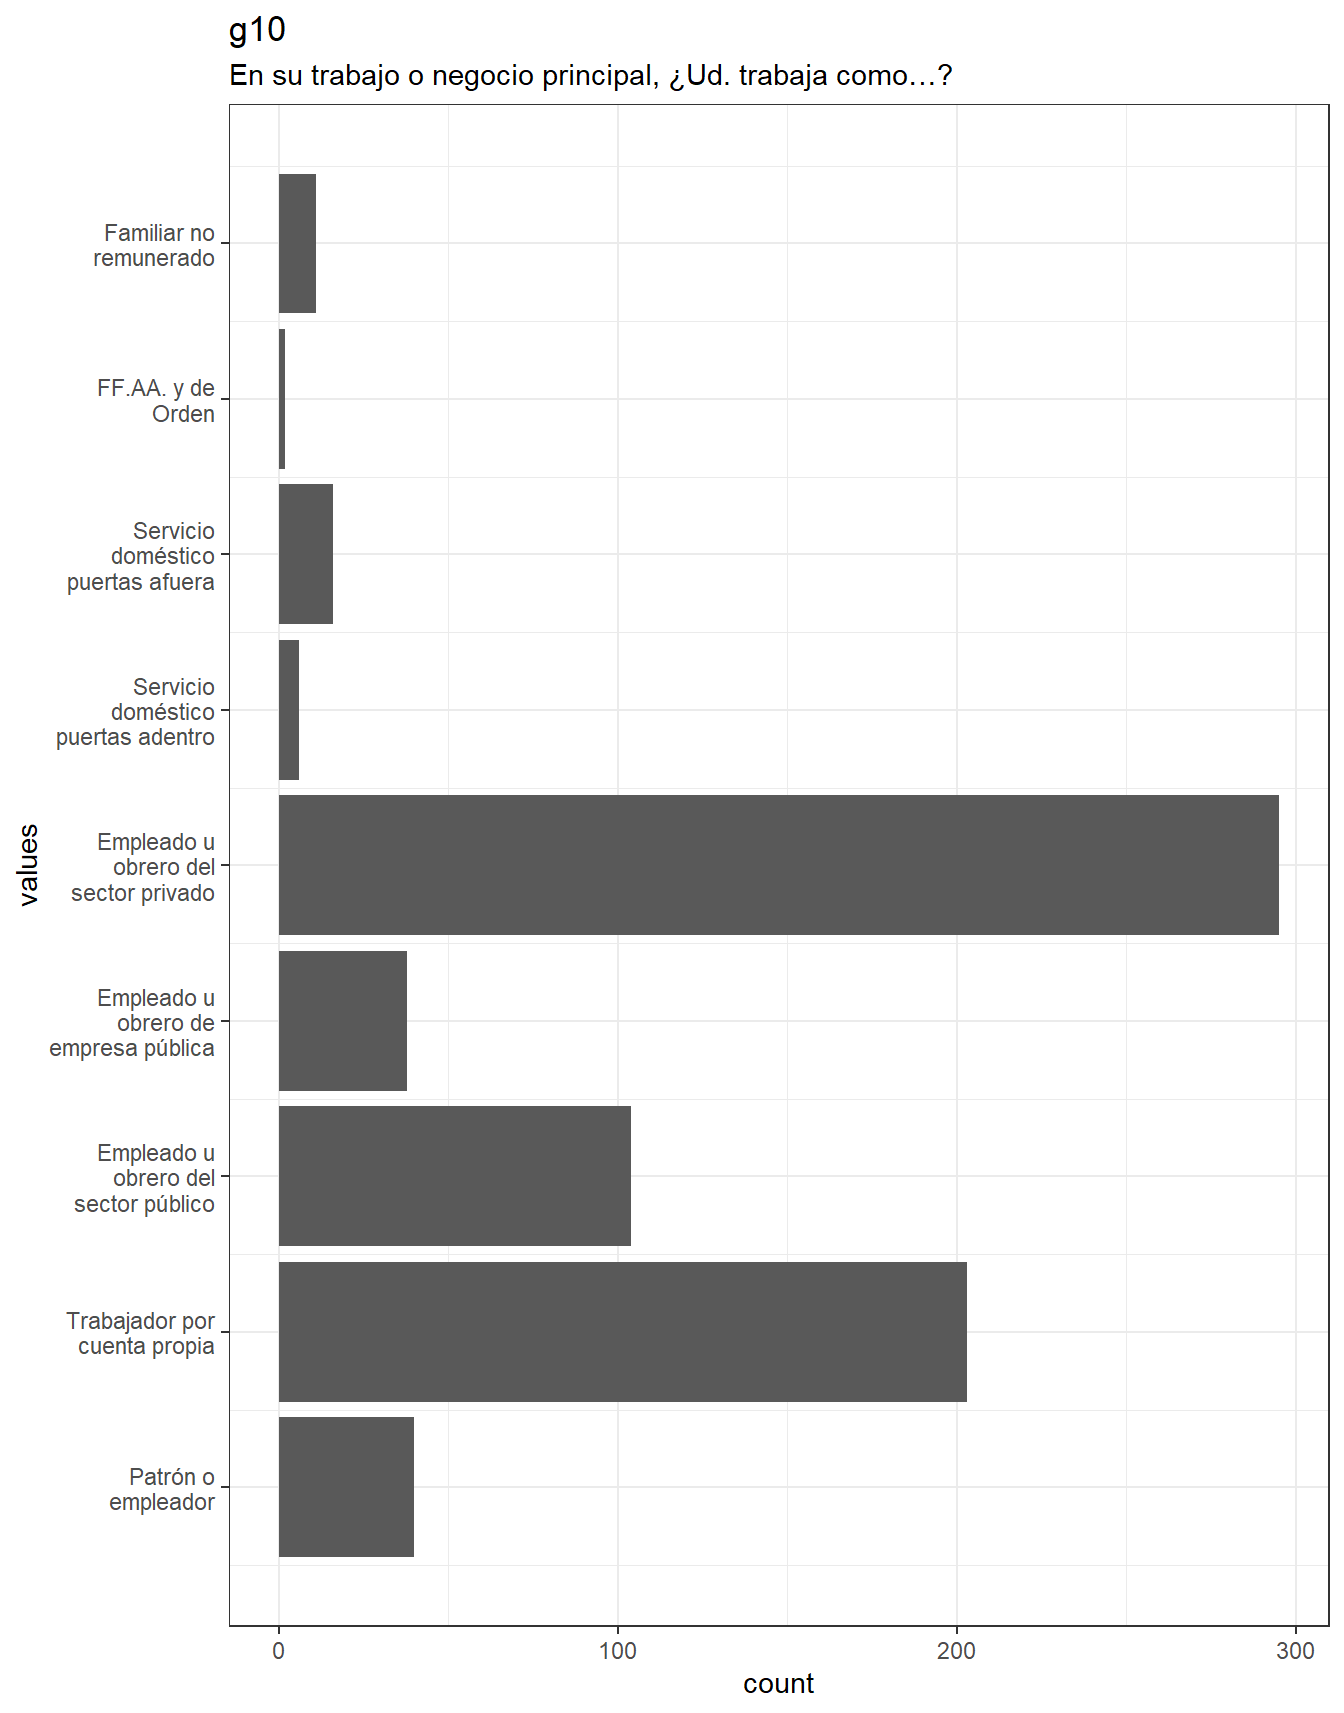 g10
En su trabajo o negocio principal, ¿Ud. trabaja como…?
Familiar no
remunerado
FF.AA. y de
Orden
Servicio
doméstico
puertas afuera
Servicio
doméstico
puertas adentro
Empleado u
obrero del
sector privado
Empleado u
obrero de
empresa pública
Empleado u
obrero del
sector público
Trabajador por
cuenta propia
Patrón o
empleador
values
0 100 200 300
count